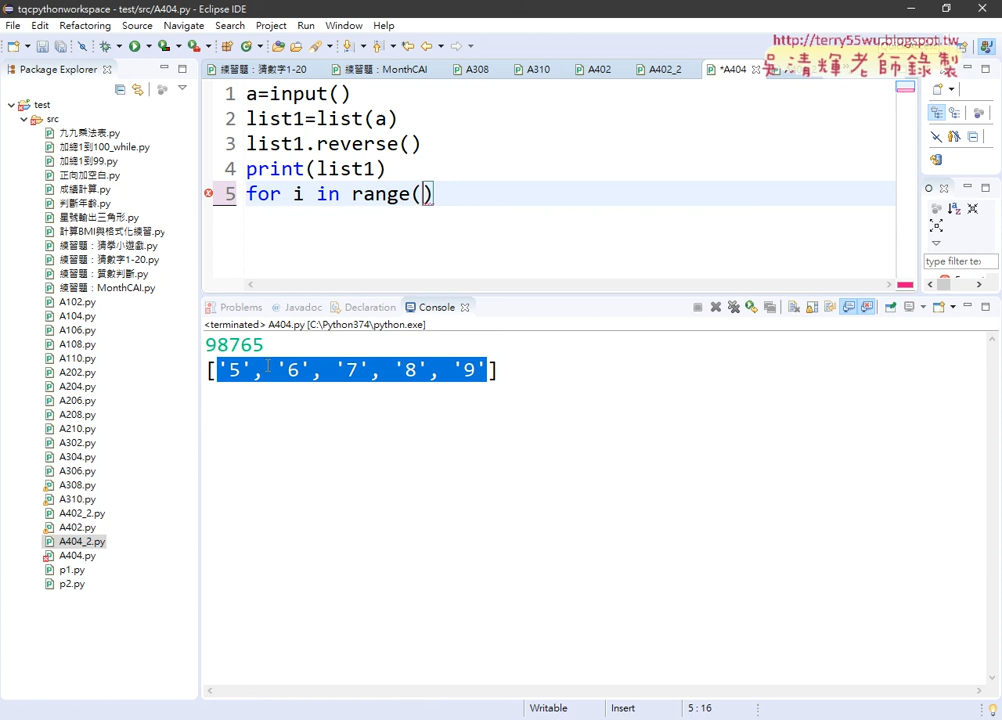 tqcpythonworkspace - test/src/A404.py - Eclipse IDE
File Edit Refactoring Source Navigate Search Project Run Window Help
http://terry55wu.blogspot.tw
吳清輝老師錄製
Package Explorer
練習題：猜數字1-20 練習題：MonthCAI A308 A310 A402 A402_2 *A404
test
src
九九乘法表.py
加總1到100_while.py
加總1到99.py
正向加空白.py
成績計算.py
判斷年齡.py
星號輸出三角形.py
計算BMI與格式化練習.py
練習題：猜拳小遊戲.py
練習題：猜數字1-20.py
練習題：質數判斷.py
練習題：MonthCAI.py
A102.py
A104.py
A106.py
A108.py
A110.py
A202.py
A204.py
A206.py
A208.py
A210.py
A302.py
A304.py
A306.py
A308.py
A310.py
A402_2.py
A402.py
A404_2.py
A404.py
p1.py
p2.py
1 a=input()
2 list1=list(a)
3 list1.reverse()
4 print(list1)
5 for i in range()
type filter tex
Problems Javadoc Declaration Console
<terminated> A404.py [C:\Python374\python.exe]
98765
['5', '6', '7', '8', '9']
Writable Insert 5 : 16